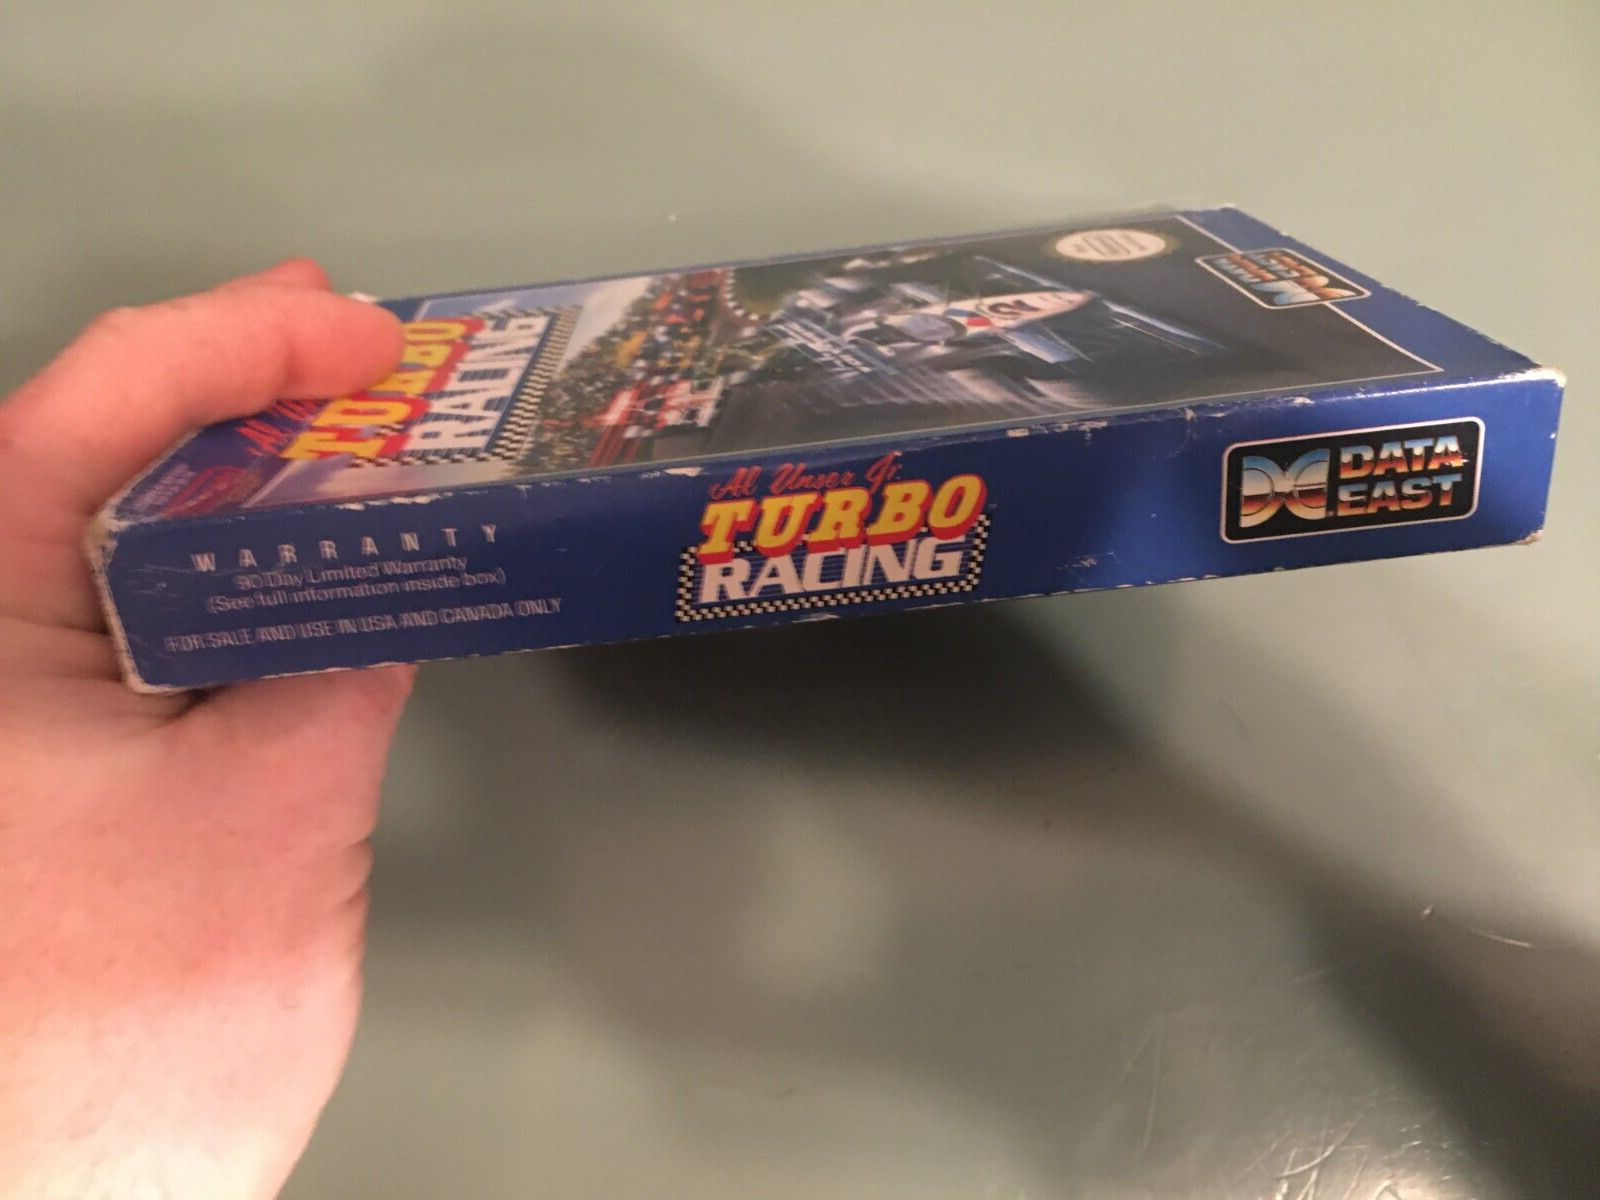 TURBO
RACING
WARRANTY
90 Day Limited Warranty
(See full information inside box)
FOR SALE AND USE IN USA AND CANADA ONLY
Al Unser Jr.
TURBO
RACING
DATA
EAST